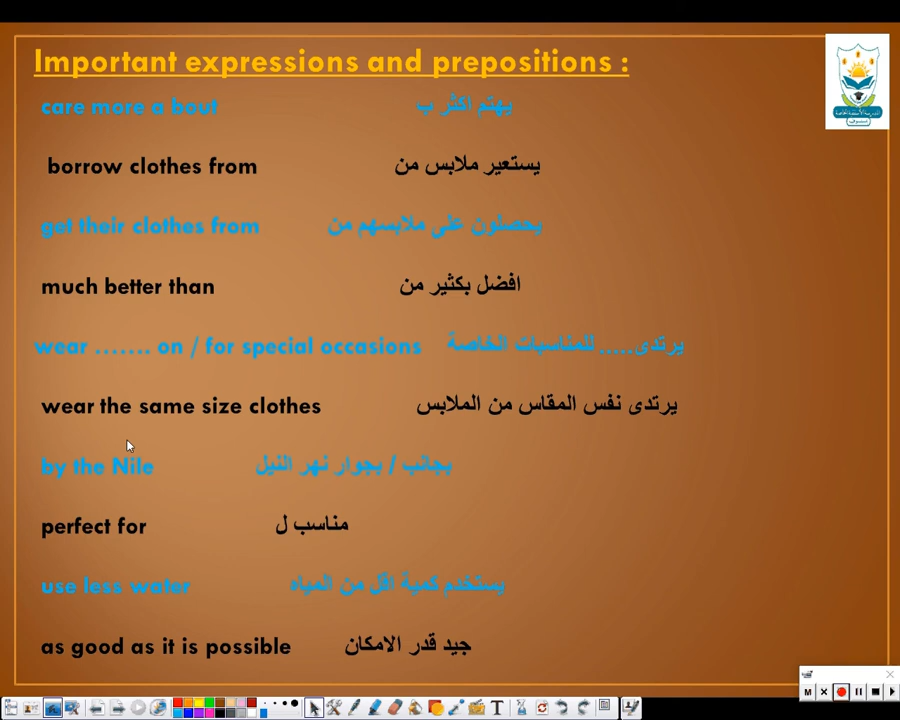 Important expressions and prepositions :
care more a bout يهتم اكثر ب
borrow clothes from يستعير ملابس من
get their clothes from يحصلون على ملابسهم من
much better than افضل بكثير من
wear ....... on / for special occasions يرتدى..... للمناسبات الخاصة
wear the same size clothes يرتدى نفس المقاس من الملابس
by the Nile بجانب / بجوار نهر النيل
perfect for مناسب ل
use less water يستخدم كمية اقل من المياه
as good as it is possible جيد قدر الامكان
M